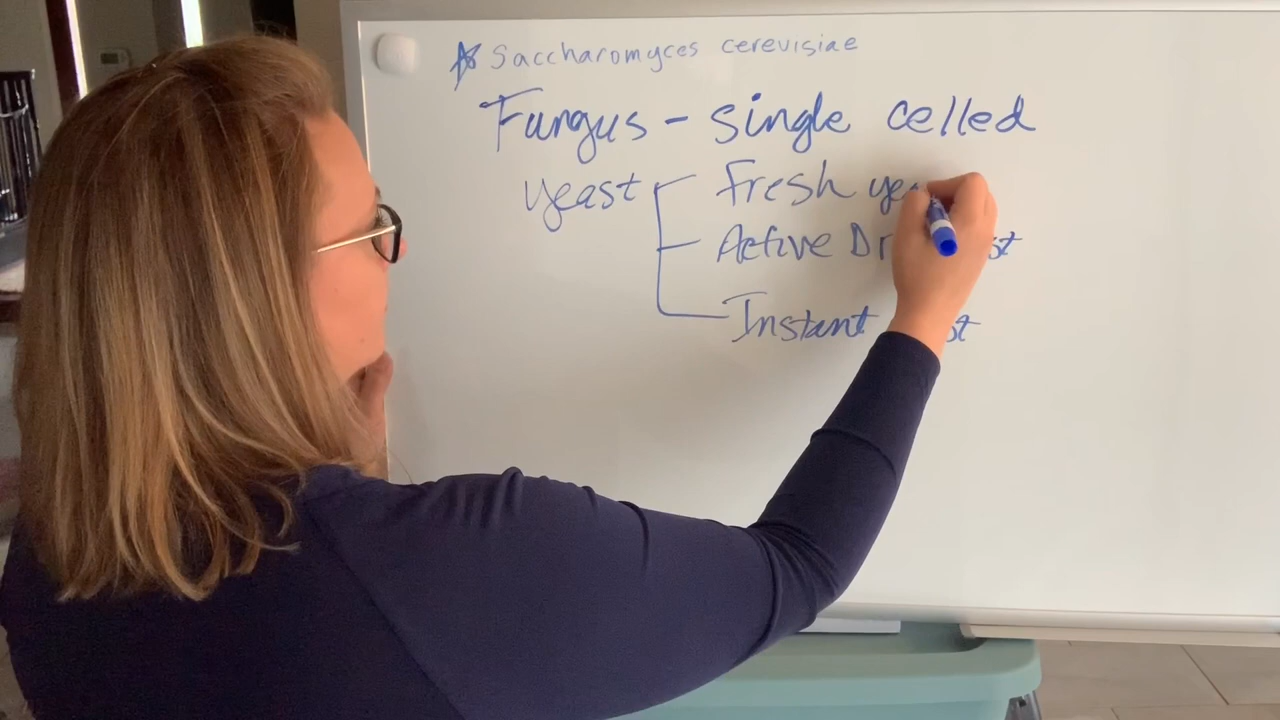 Saccharomyces cerevisiae
Fungus - single celled
yeast
Fresh
Active
Instant